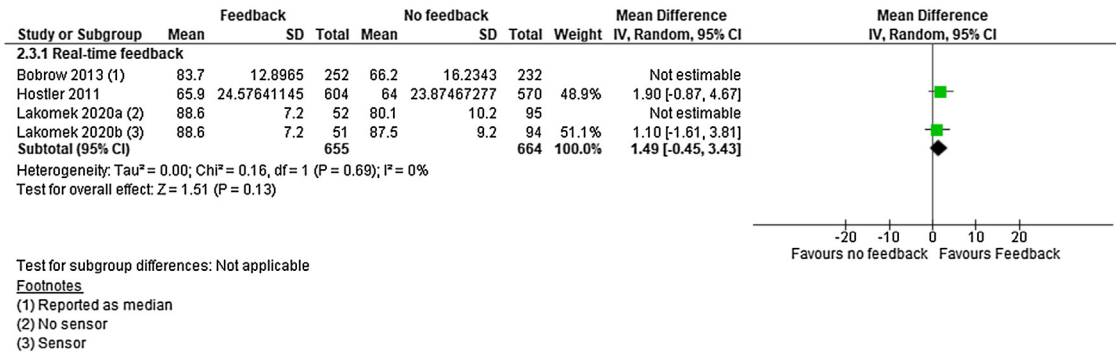 Feedback No feedback Mean Difference Mean Difference
Study or Subgroup Mean SD Total Mean SD Total Weight IV, Random, 95% CI IV, Random, 95% CI
2.3.1 Real-time feedback
Bobrow 2013 (1) 83.7 12.8965 252 66.2 16.2343 232 Not estimable
Hostler 2011 65.9 24.57641145 604 64 23.87467277 570 48.9% 1.90 [-0.87, 4.67]
Lakomek 2020a (2) 88.6 7.2 52 80.1 10.2 95 Not estimable
Lakomek 2020b (3) 88.6 7.2 51 87.5 9.2 94 51.1% 1.10 [-1.61, 3.81]
Subtotal (95% CI) 655 664 100.0% 1.49 [-0.45, 3.43]
Heterogeneity: Tau² = 0.00; Chi² = 0.16, df = 1 (P = 0.69); I² = 0%
Test for overall effect: Z = 1.51 (P = 0.13)
-20 -10 0 10 20
Favours no feedback Favours Feedback
Test for subgroup differences: Not applicable
Footnotes
(1) Reported as median
(2) No sensor
(3) Sensor